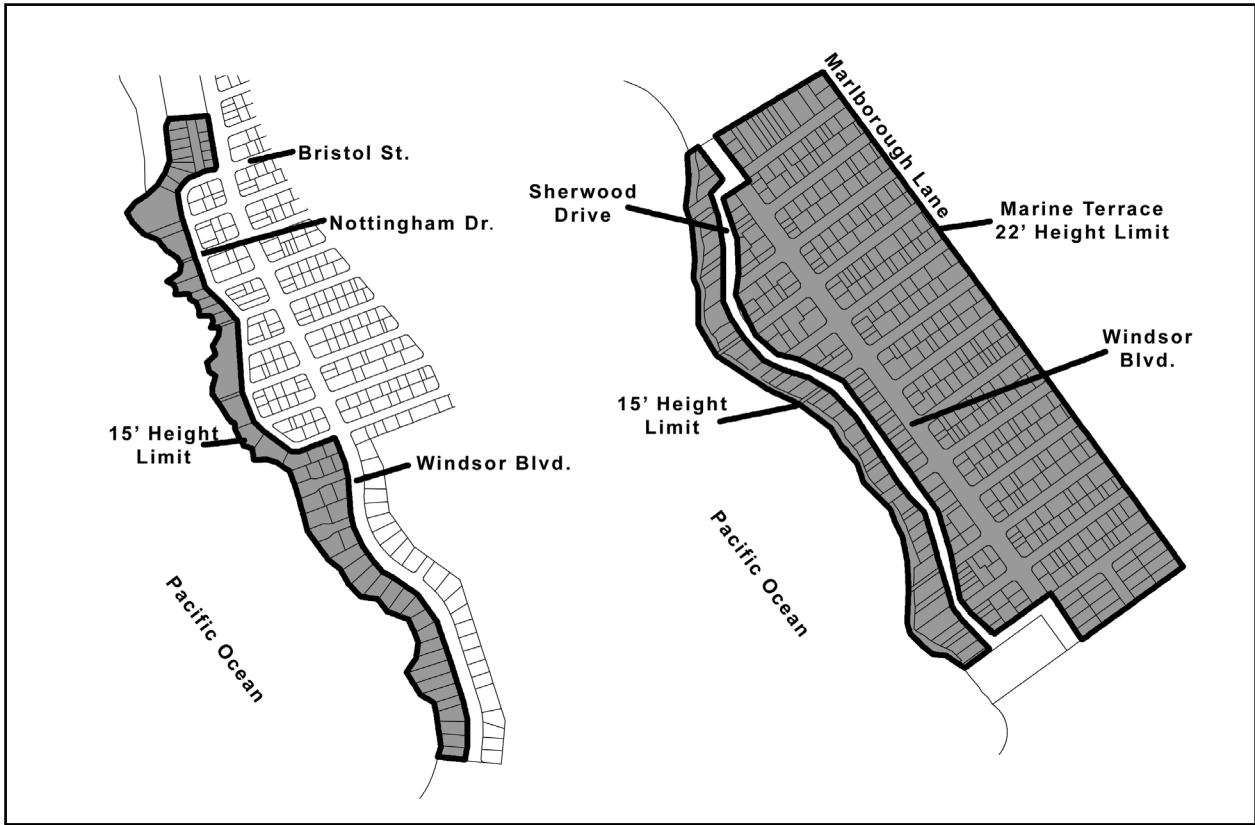 Bristol St.
Nottingham Dr.
15’ Height
Limit
Windsor Blvd.
Pacific Ocean
Marlborough Lane
Sherwood
Drive
Marine Terrace
22’ Height Limit
Windsor
Blvd.
15’ Height
Limit
Pacific Ocean